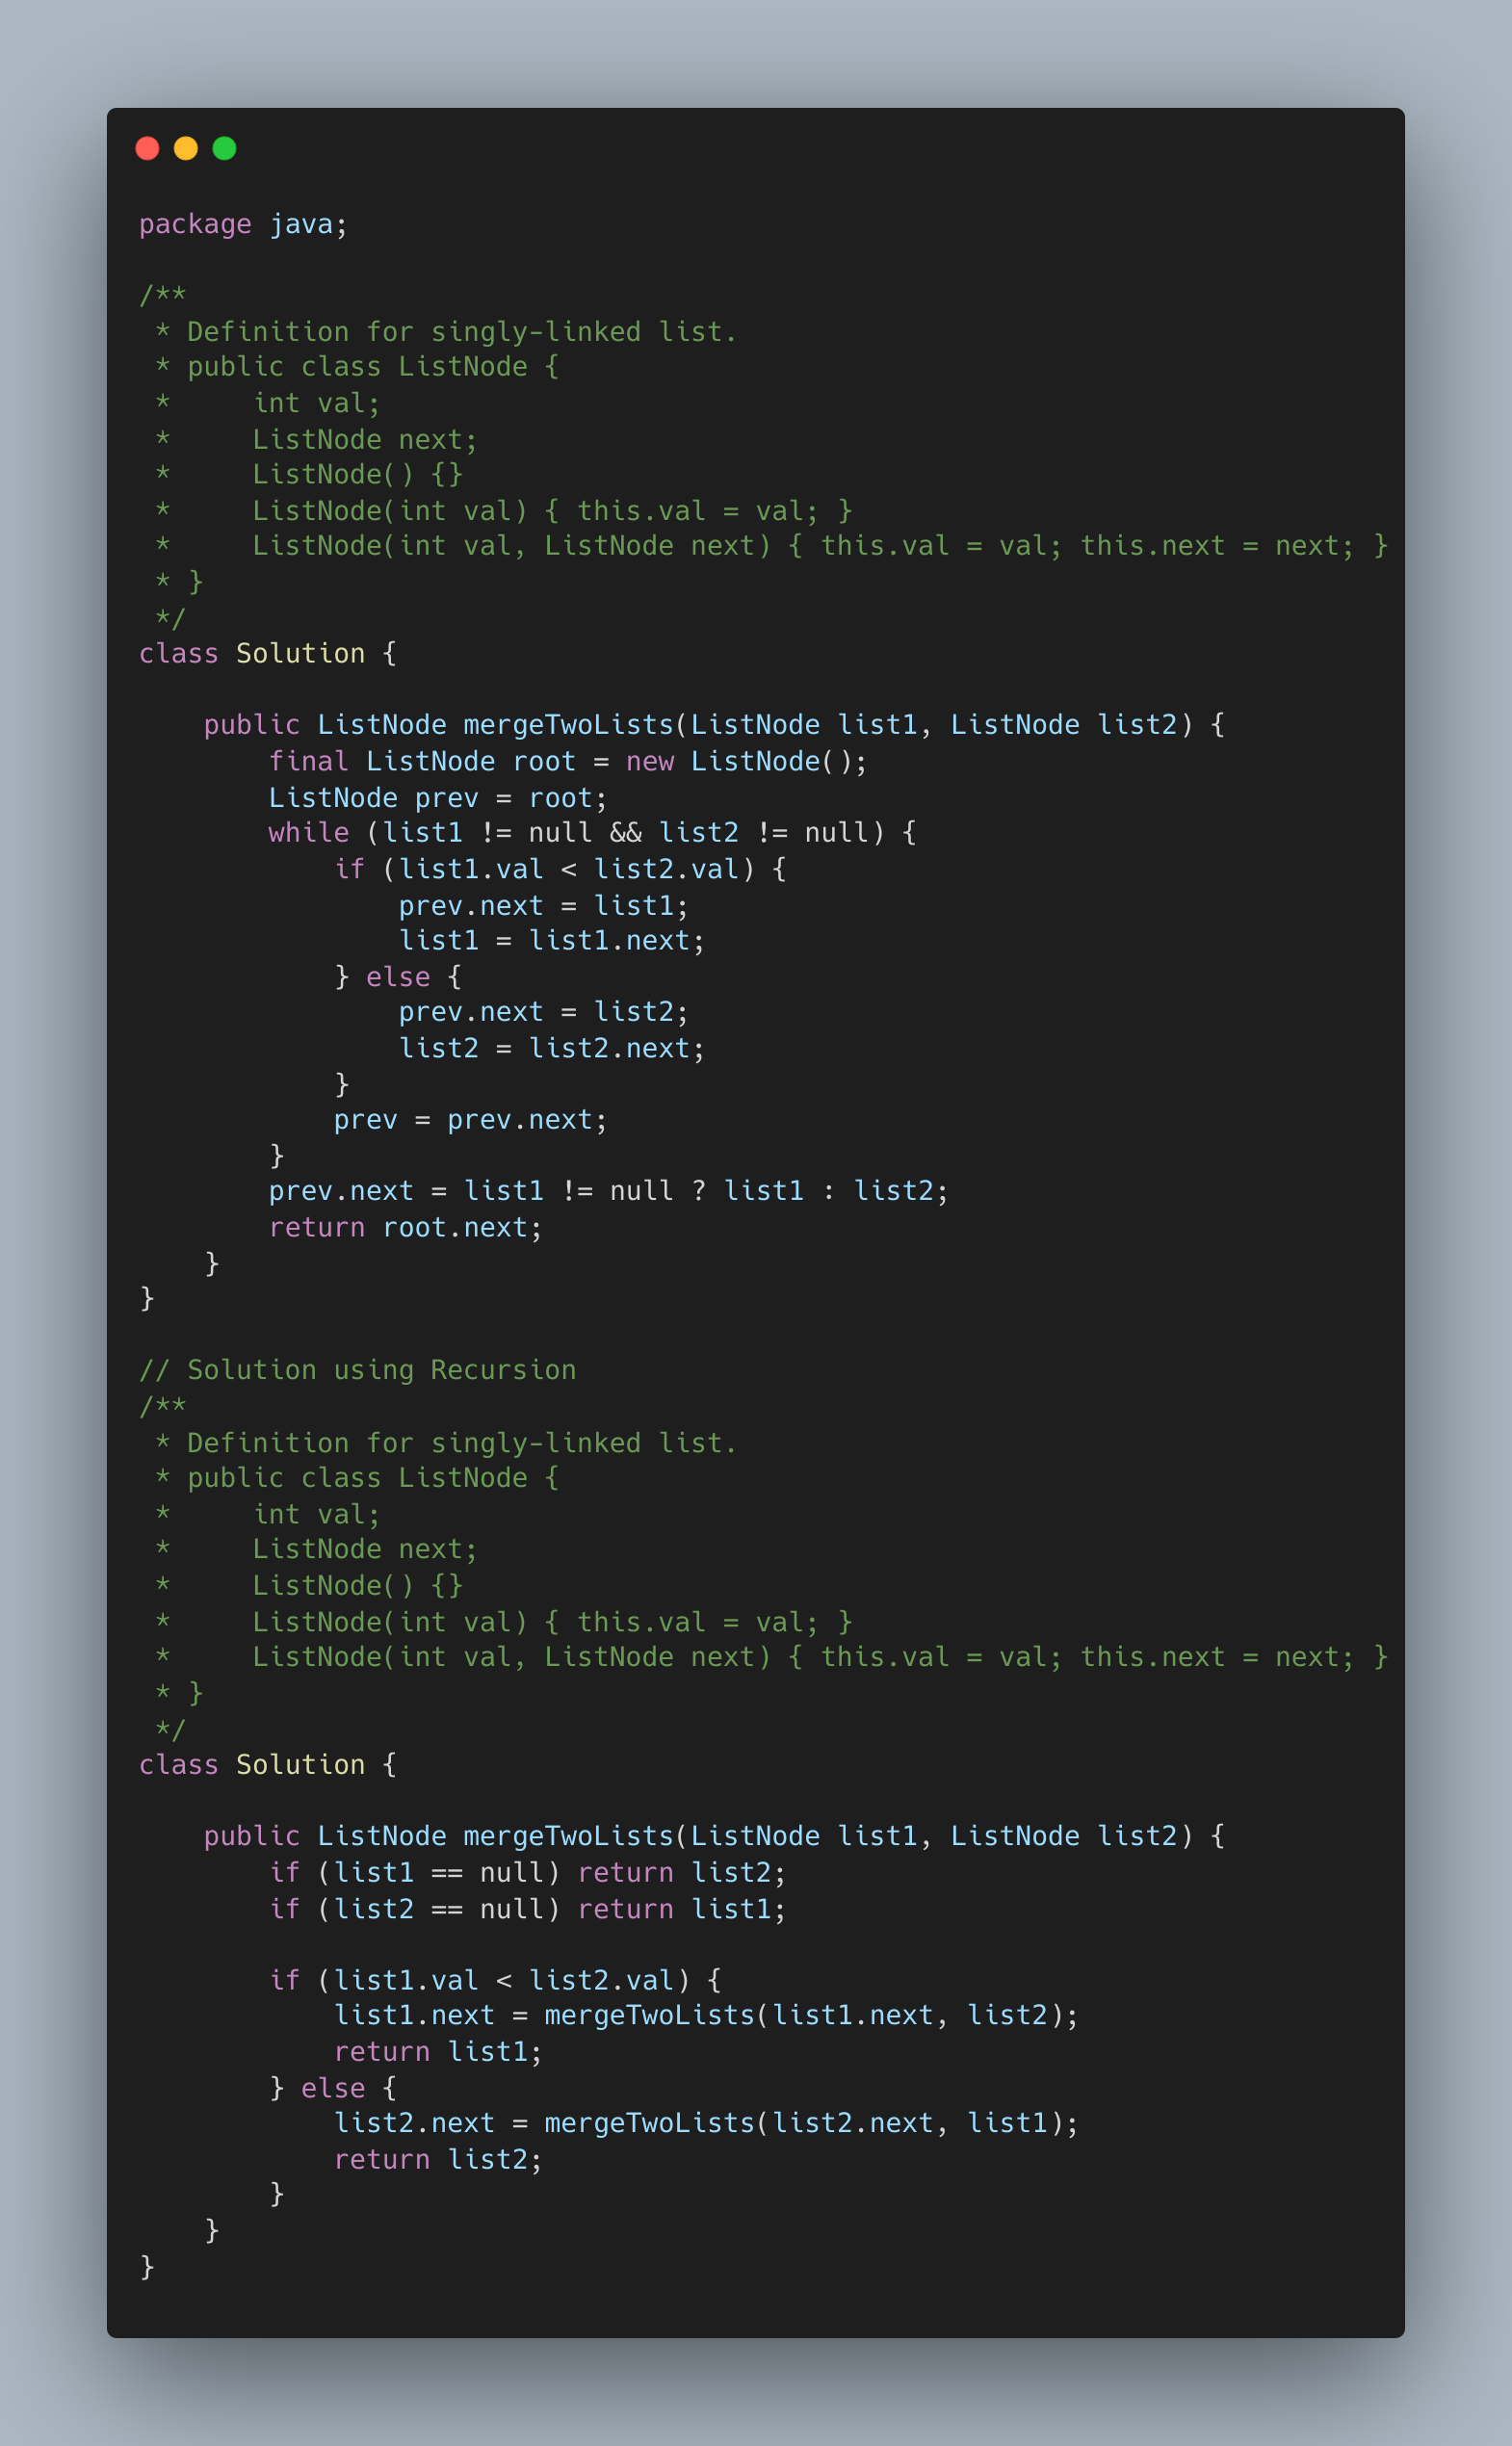 package java;

/**
 * Definition for singly-linked list.
 * public class ListNode {
 *     int val;
 *     ListNode next;
 *     ListNode() {}
 *     ListNode(int val) { this.val = val; }
 *     ListNode(int val, ListNode next) { this.val = val; this.next = next; }
 * }
 */
class Solution {

    public ListNode mergeTwoLists(ListNode list1, ListNode list2) {
        final ListNode root = new ListNode();
        ListNode prev = root;
        while (list1 != null && list2 != null) {
            if (list1.val < list2.val) {
                prev.next = list1;
                list1 = list1.next;
            } else {
                prev.next = list2;
                list2 = list2.next;
            }
            prev = prev.next;
        }
        prev.next = list1 != null ? list1 : list2;
        return root.next;
    }
}

// Solution using Recursion
/**
 * Definition for singly-linked list.
 * public class ListNode {
 *     int val;
 *     ListNode next;
 *     ListNode() {}
 *     ListNode(int val) { this.val = val; }
 *     ListNode(int val, ListNode next) { this.val = val; this.next = next; }
 * }
 */
class Solution {

    public ListNode mergeTwoLists(ListNode list1, ListNode list2) {
        if (list1 == null) return list2;
        if (list2 == null) return list1;

        if (list1.val < list2.val) {
            list1.next = mergeTwoLists(list1.next, list2);
            return list1;
        } else {
            list2.next = mergeTwoLists(list2.next, list1);
            return list2;
        }
    }
}